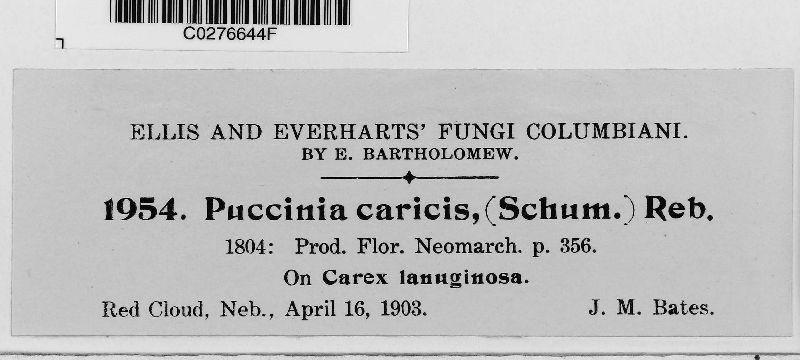 C0276644F
ELLIS AND EVERHARTS' FUNGI COLUMBIANI.
BY E. BARTHOLOMEW.
1954. Puccinia caricis, (Schum.) Reb.
1804: Prod. Flor. Neomarch. p. 356.
On Carex lanuginosa.
Red Cloud, Neb., April 16, 1903. J. M. Bates.